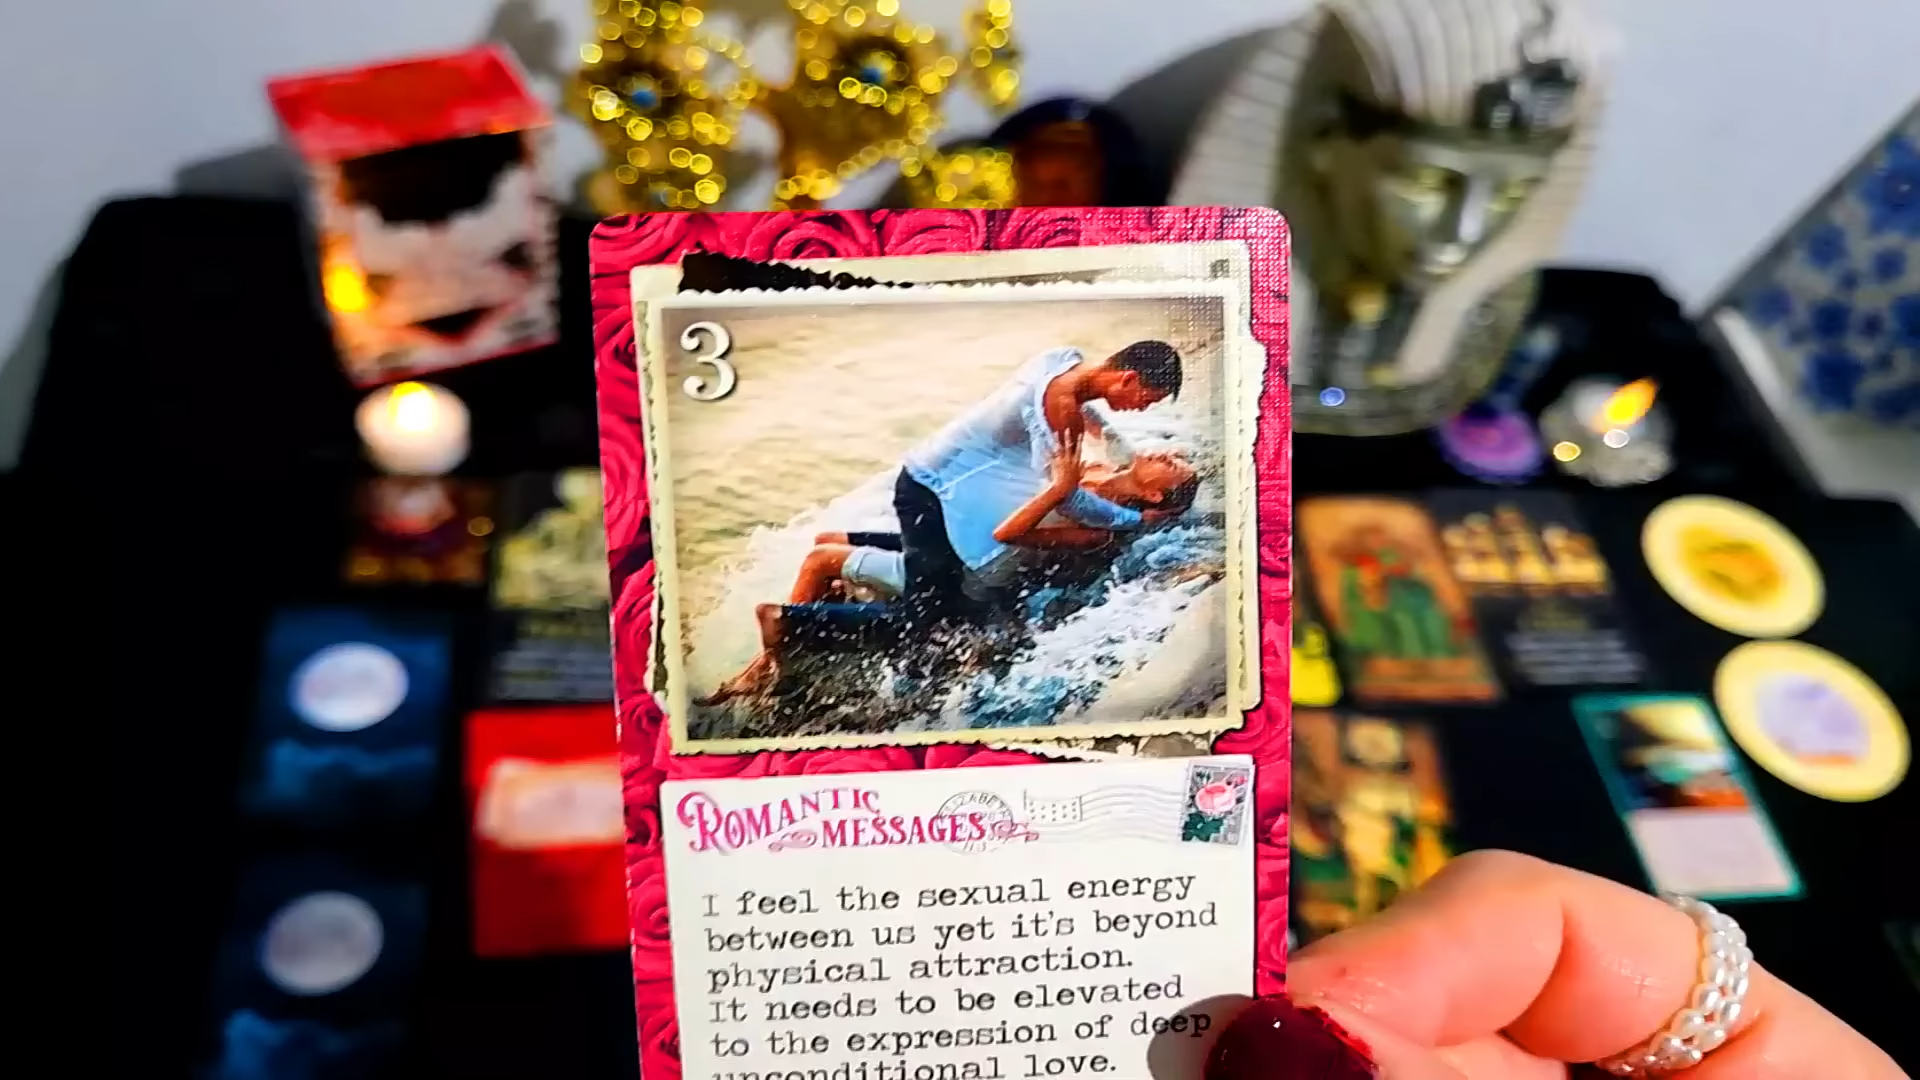 3
ROMANTIC
MESSAGES
I feel the sexual energy
between us yet it's beyond
physical attraction.
It needs to be elevated
to the expression of deep
unconditional love.